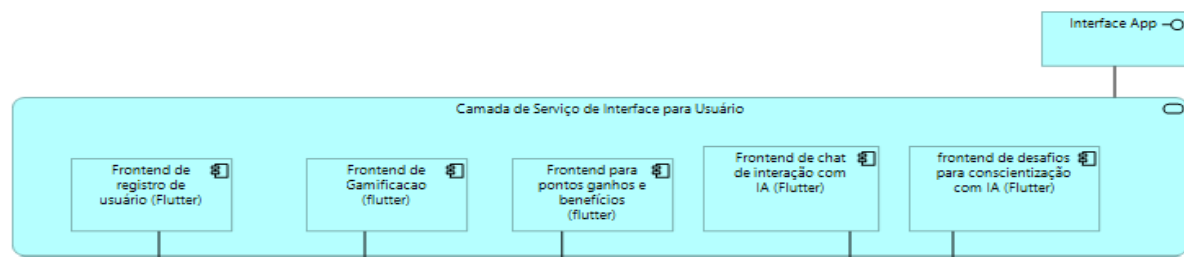 Interface App
Camada de Serviço de Interface para Usuário
Frontend de
registro de
usuário (Flutter)
Frontend de
Gamificacao
(flutter)
Frontend para
pontos ganhos e
benefícios
(flutter)
Frontend de chat
de interação com
IA (Flutter)
frontend de desafios
para conscientização
com IA (Flutter)